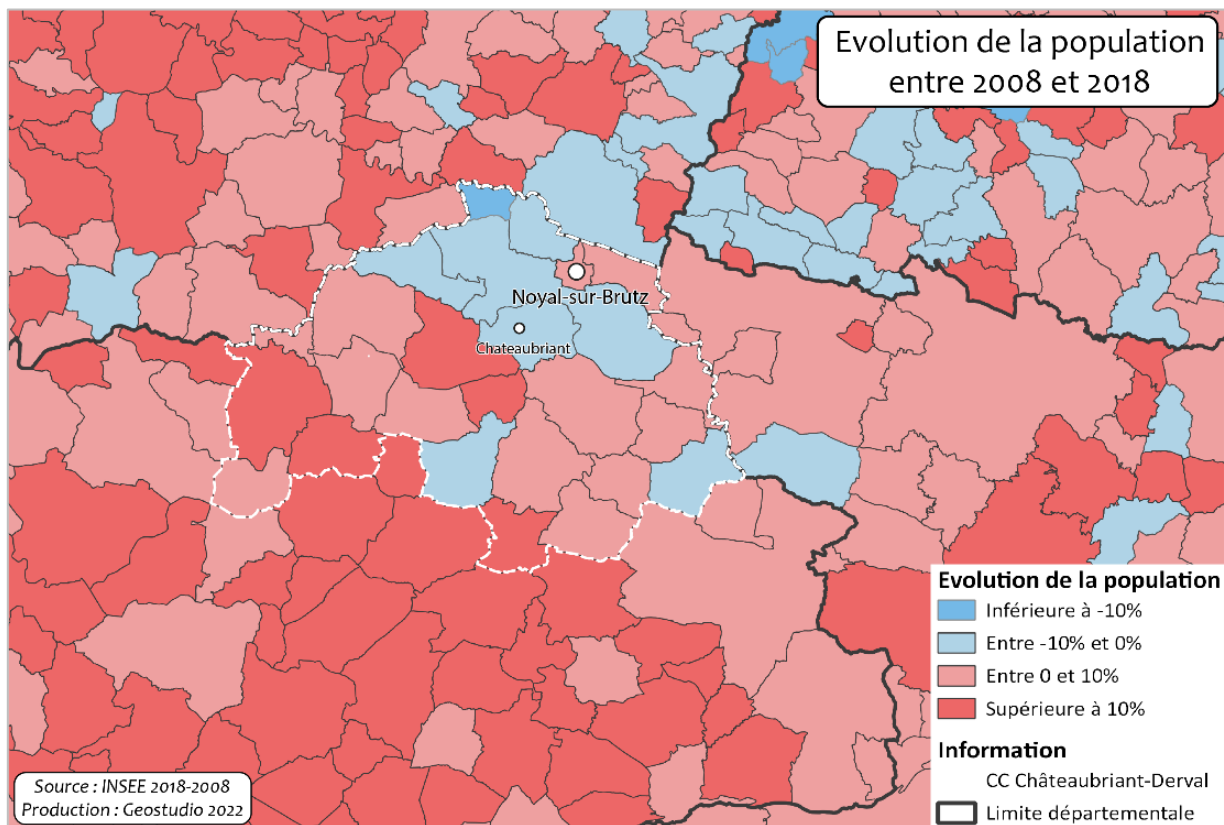 Evolution de la population
entre 2008 et 2018
Noyal-sur-Brutz
Chateaubriant
Evolution de la population
Inférieure à -10%
Entre -10% et 0%
Entre 0 et 10%
Supérieure à 10%
Information
CC Châteaubriant-Derval
Limite départementale
Source : INSEE 2018-2008
Production : Geostudio 2022